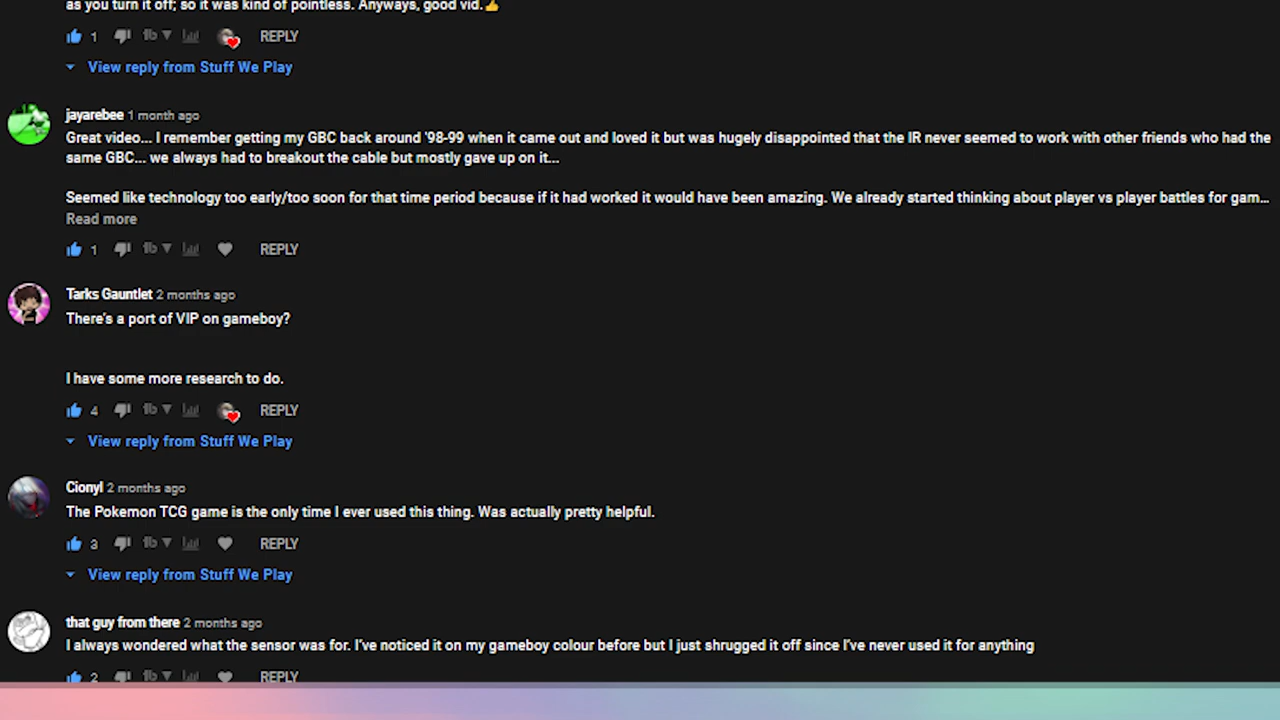 as you turn it off; so it was kind of pointless. Anyways, good vid.👍
1 REPLY
View reply from Stuff We Play
jayarebee 1 month ago
Great video... I remember getting my GBC back around '98-99 when it came out and loved it but was hugely disappointed that the IR never seemed to work with other friends who had the
same GBC... we always had to breakout the cable but mostly gave up on it...
Seemed like technology too early/too soon for that time period because if it had worked it would have been amazing. We already started thinking about player vs player battles for gam...
Read more
1 REPLY
Tarks Gauntlet 2 months ago
There's a port of VIP on gameboy?
I have some more research to do.
4 REPLY
View reply from Stuff We Play
Cionyl 2 months ago
The Pokemon TCG game is the only time I ever used this thing. Was actually pretty helpful.
3 REPLY
View reply from Stuff We Play
that guy from there 2 months ago
I always wondered what the sensor was for. I've noticed it on my gameboy colour before but I just shrugged it off since I've never used it for anything
2 REPLY